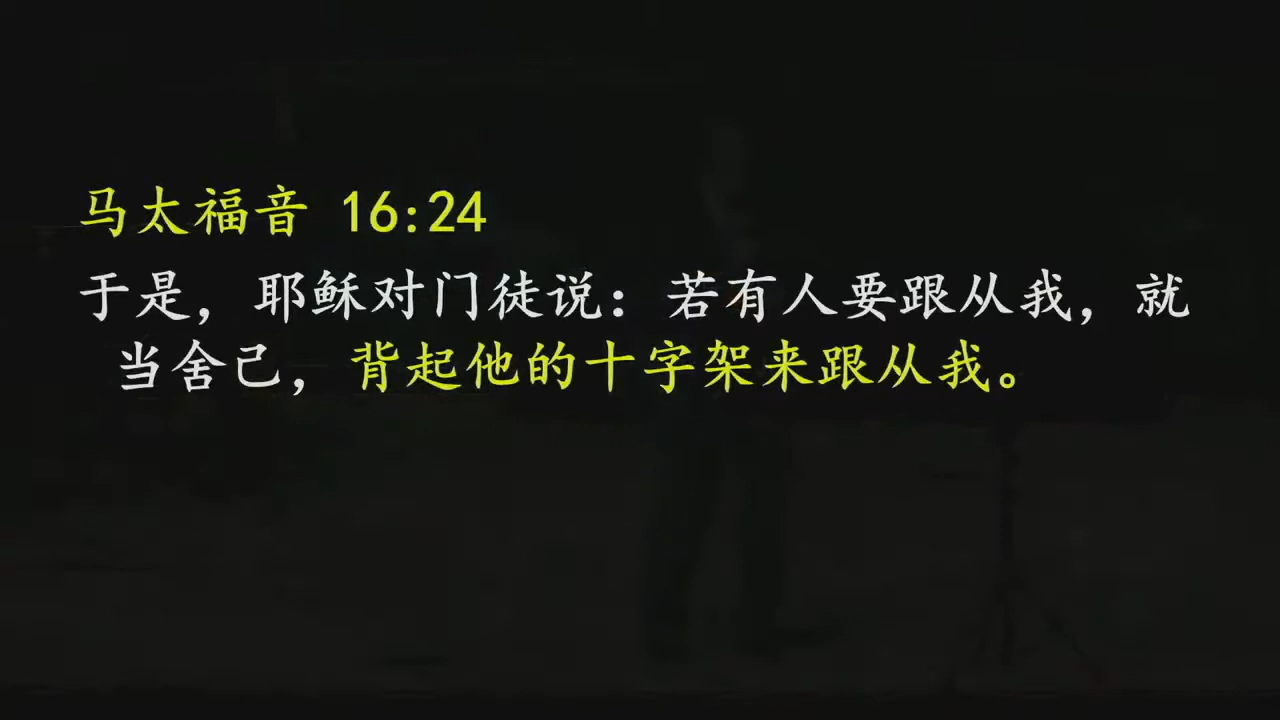 马太福音 16:24
于是，耶稣对门徒说：若有人要跟从我，就
当舍己，背起他的十字架来跟从我。